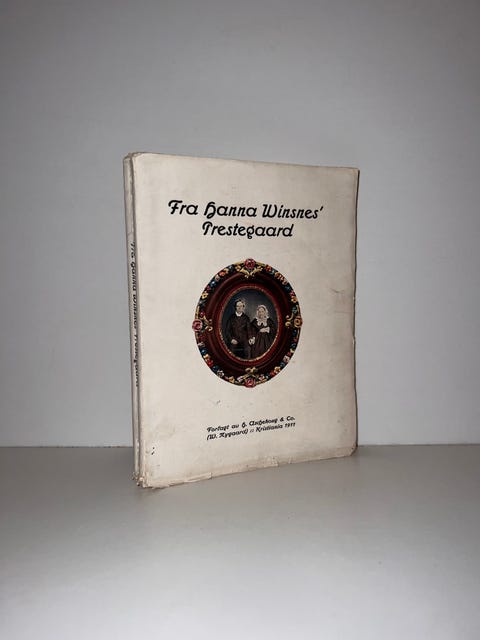 Fra Hanna Winsnes'
Prestegaard
Forlagt av H. Aschehoug & Co.
(W. Nygaard) :: Kristiania 1911
Fra Hanna Winsnes' Prestegaard